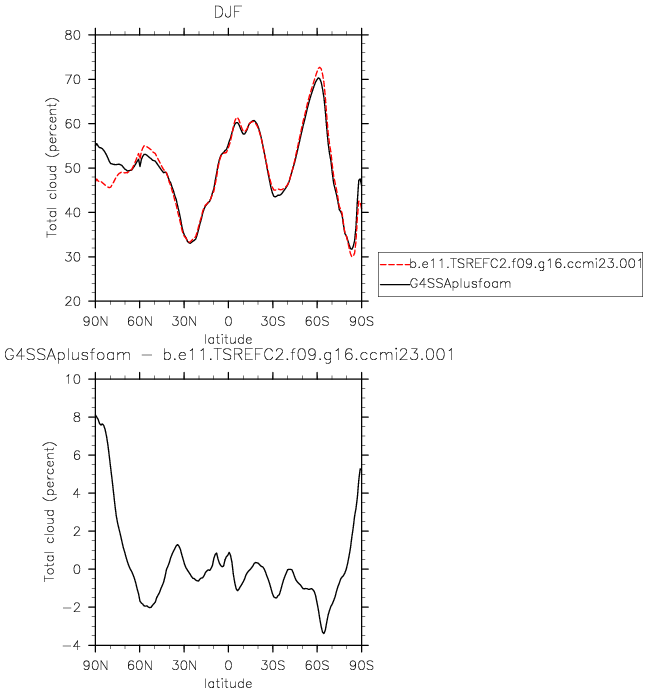 DJF
80
70
60
50
40
30
20
Total cloud (percent)
90N 60N 30N 0 30S 60S 90S
latitude
b.e11.TSREFC2.f09.g16.ccmi23.001
G4SSAplusfoam
G4SSAplusfoam − b.e11.TSREFC2.f09.g16.ccmi23.001
10
8
6
4
2
0
−2
−4
Total cloud (percent)
90N 60N 30N 0 30S 60S 90S
latitude